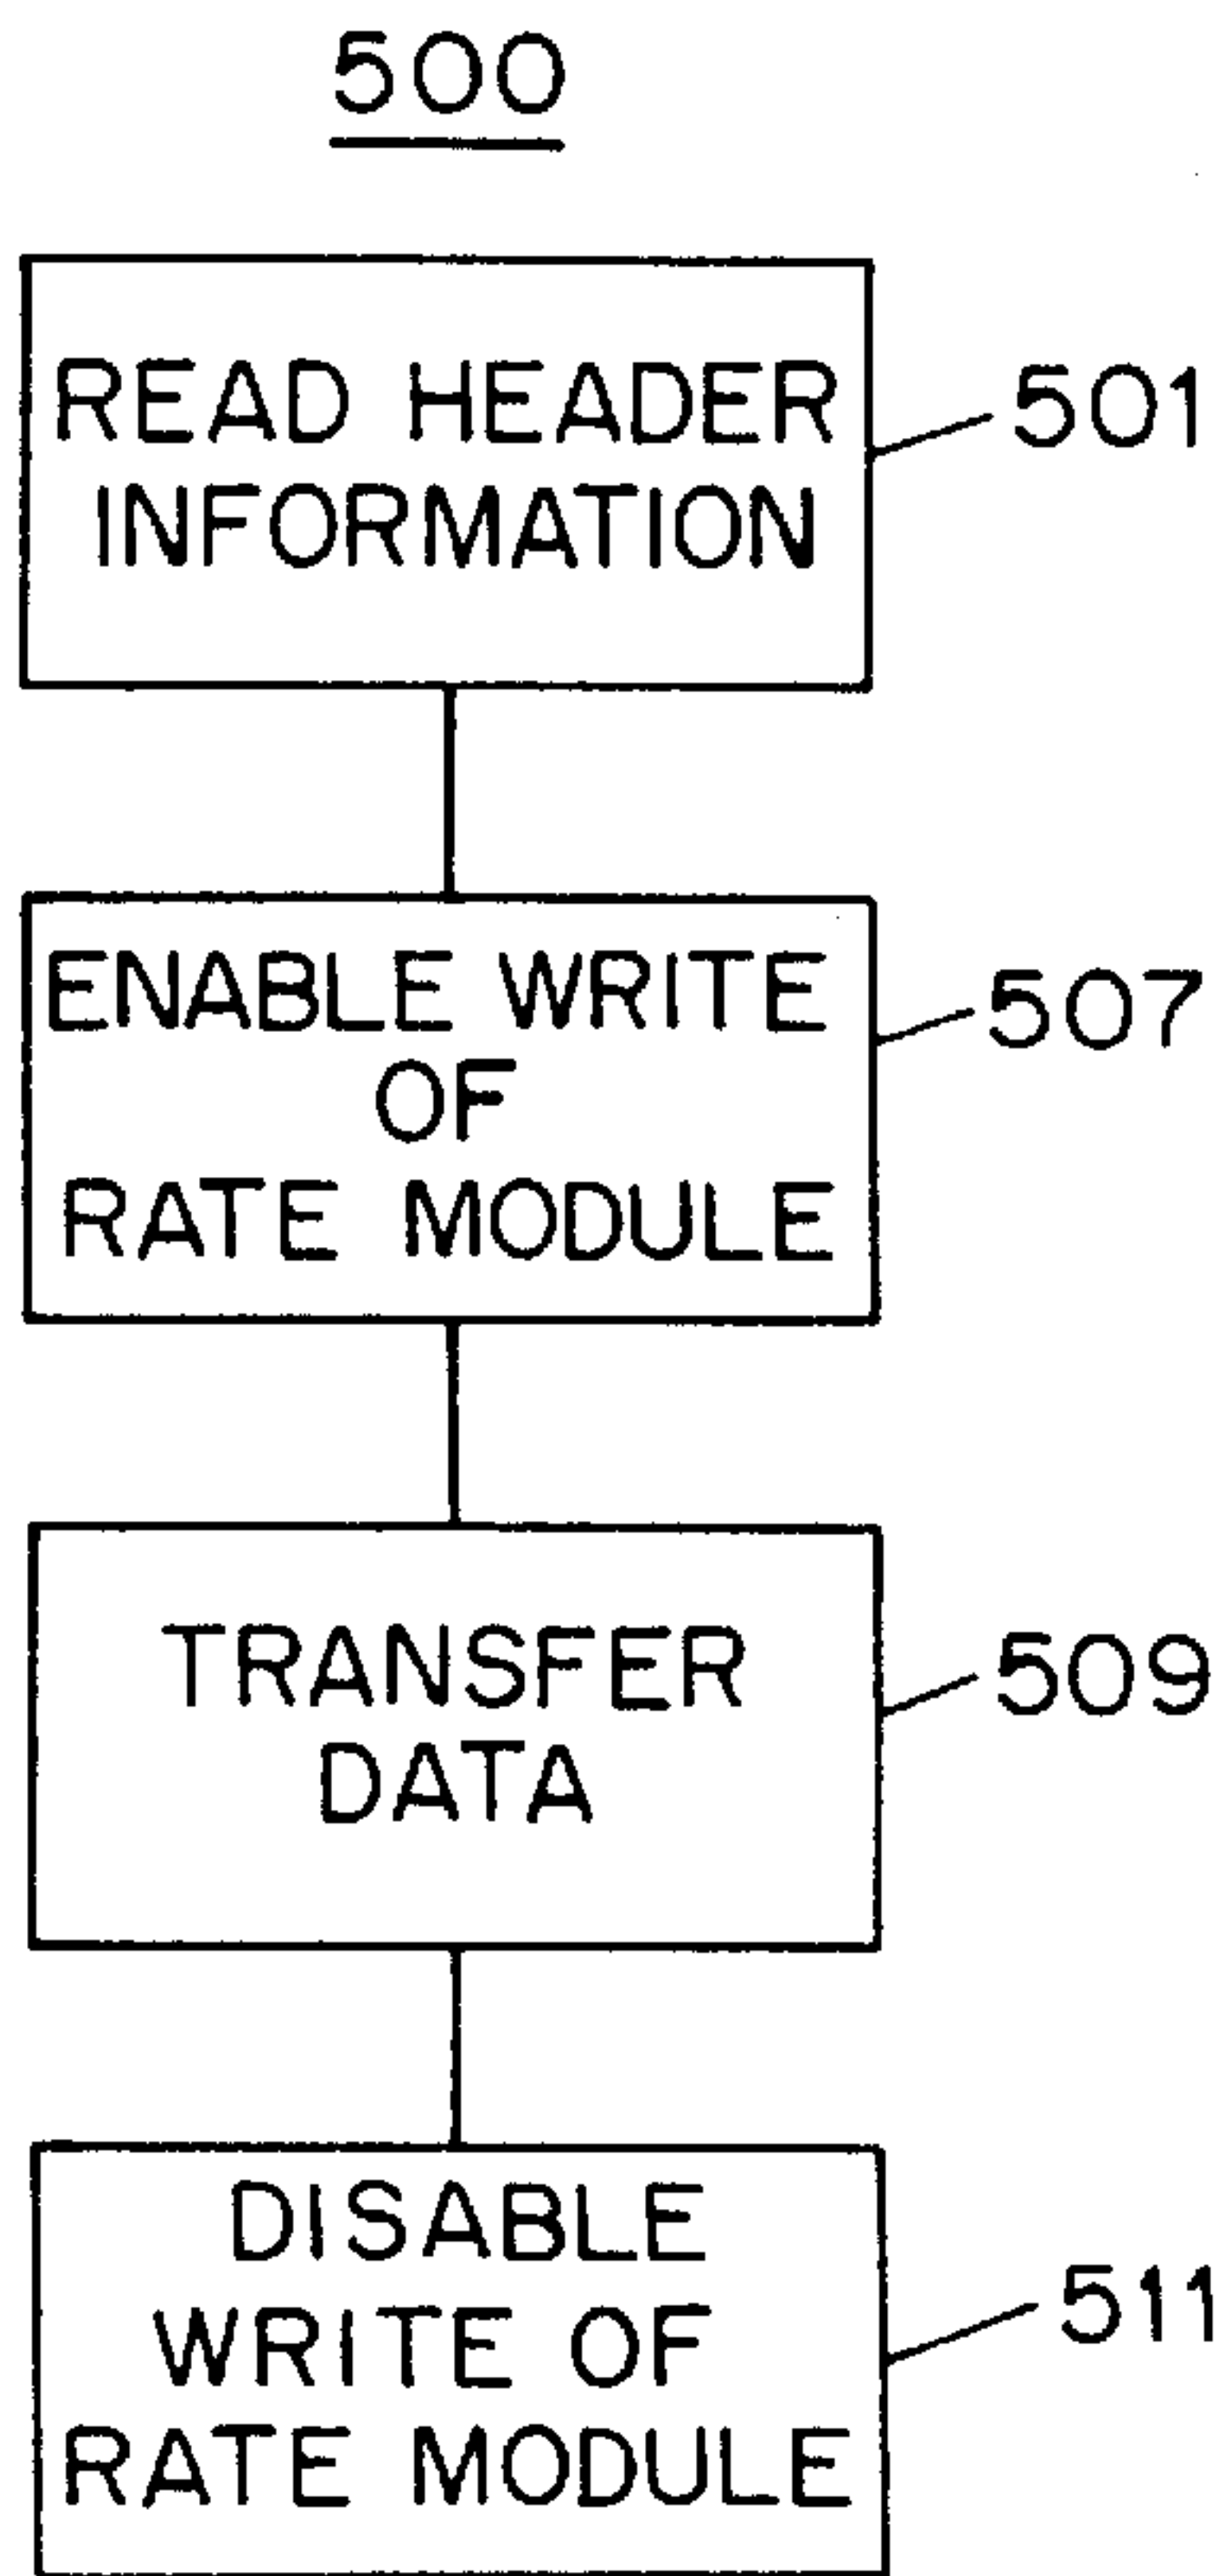 500
READ HEADER
INFORMATION
501
ENABLE WRITE
OF
RATE MODULE
507
TRANSFER
DATA
509
DISABLE
WRITE OF
RATE MODULE
511